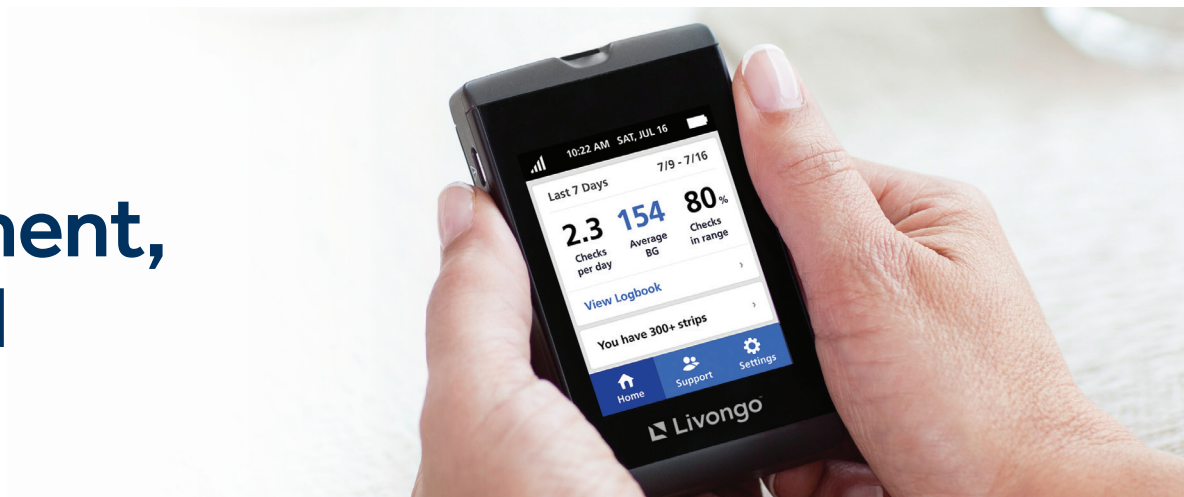 nent,
10:22 AM SAT, JUL 16
Last 7 Days 7/9 - 7/16
2.3 154 80%
Checks per day Average BG Checks in range
View Logbook
You have 300+ strips
Home Support Settings
Livongo